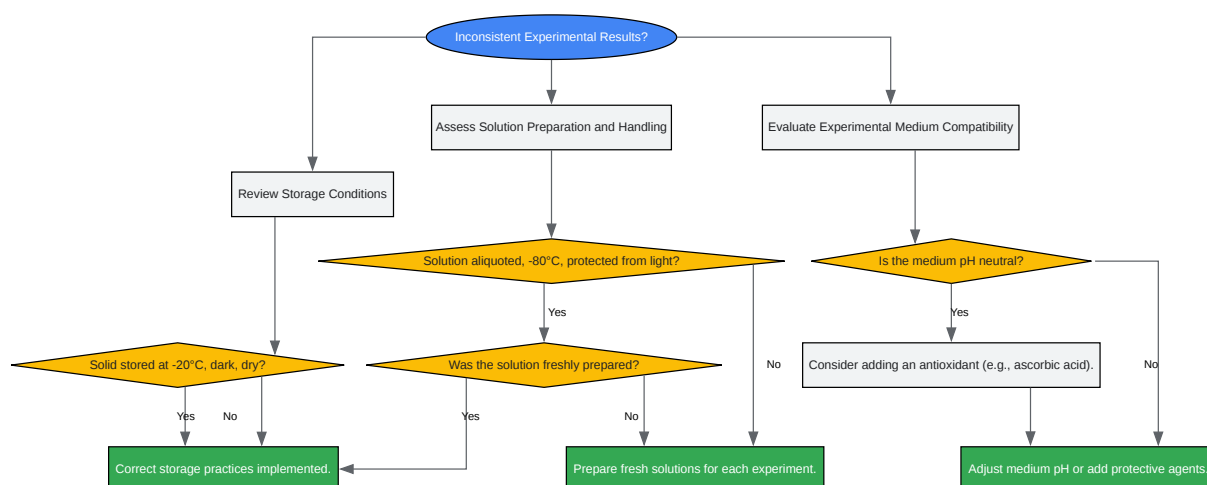 Inconsistent Experimental Results?
Assess Solution Preparation and Handling
Evaluate Experimental Medium Compatibility
Review Storage Conditions
Solution aliquoted, -80°C, protected from light?
Is the medium pH neutral?
Yes
Yes
Solid stored at -20°C, dark, dry?
Was the solution freshly prepared?
No
Consider adding an antioxidant (e.g., ascorbic acid).
No
Yes
No
Yes
No
Correct storage practices implemented.
Prepare fresh solutions for each experiment.
Adjust medium pH or add protective agents.